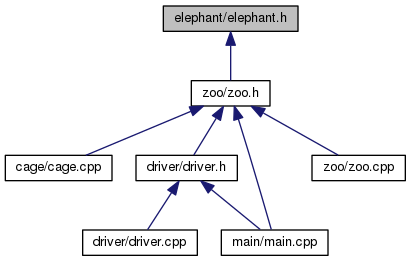 elephant/elephant.h
zoo/zoo.h
cage/cage.cpp
driver/driver.h
zoo/zoo.cpp
driver/driver.cpp
main/main.cpp